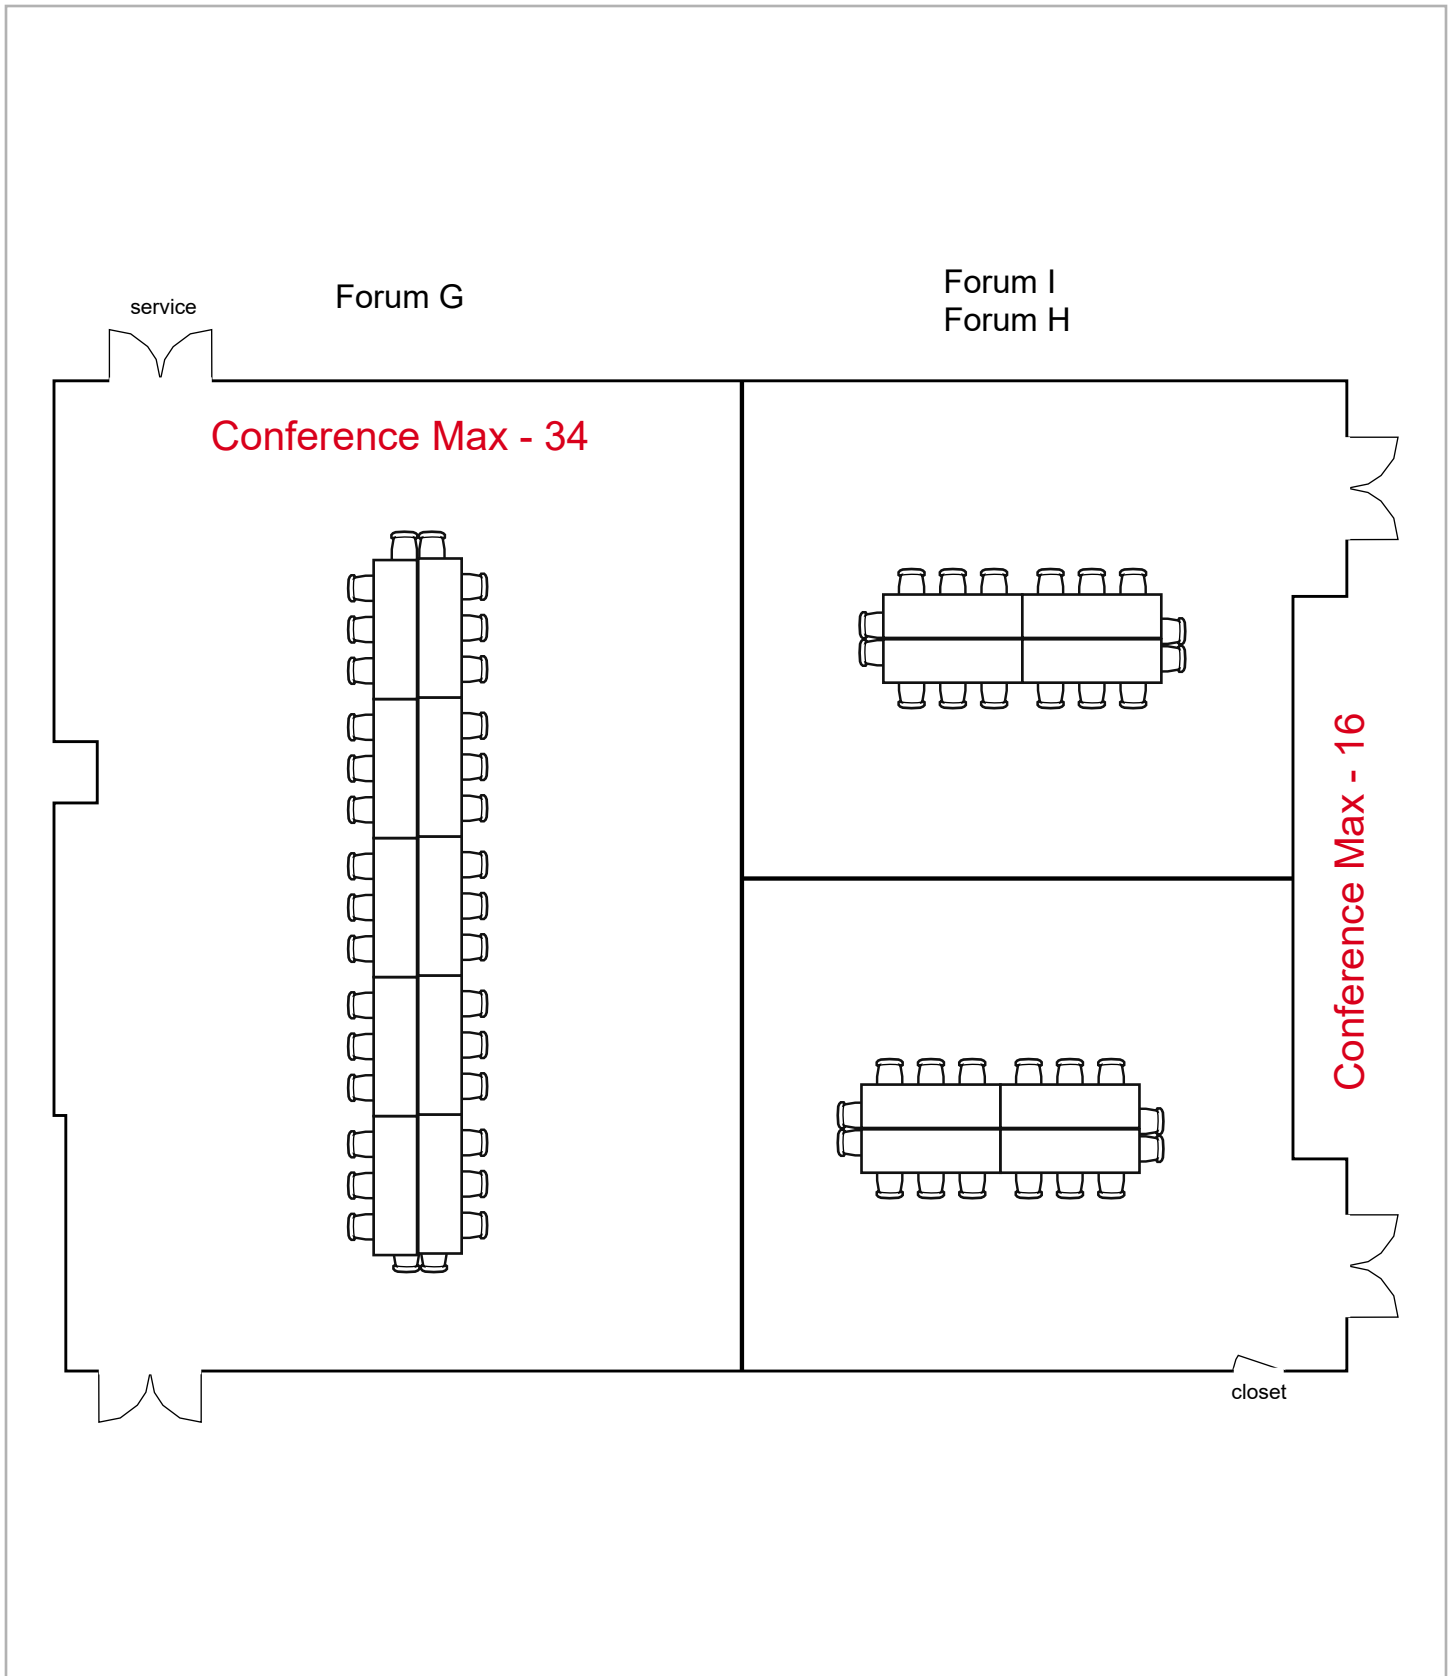 Forum G
Forum I
Forum H
service
Conference Max - 34
Conference Max - 16
closet